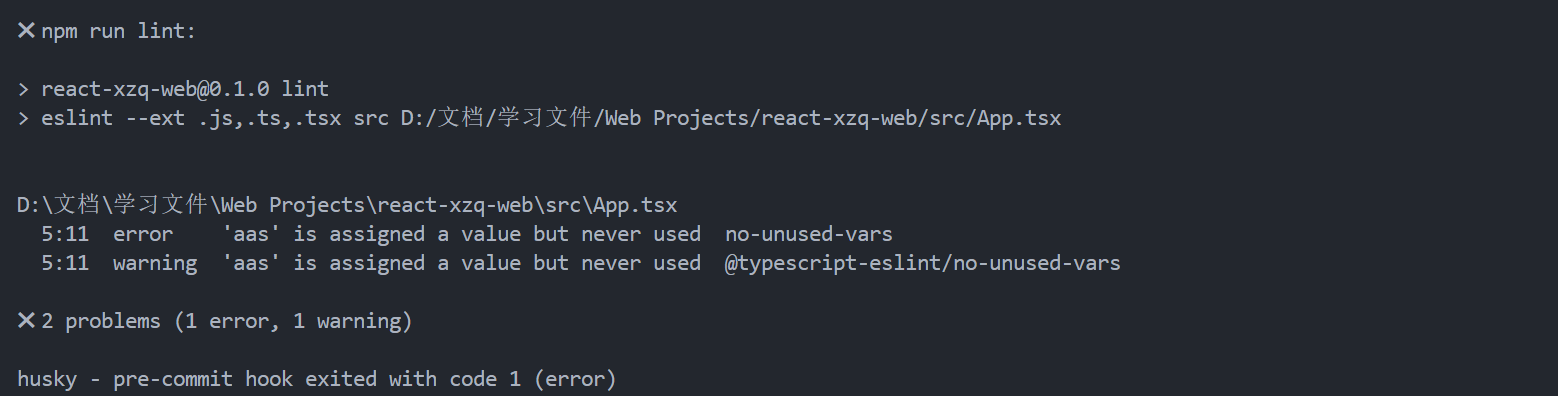 ✕ npm run lint:
> react-xzq-web@0.1.0 lint
> eslint --ext .js,.ts,.tsx src D:/文档/学习文件/Web Projects/react-xzq-web/src/App.tsx
D:\文档\学习文件\Web Projects\react-xzq-web\src\App.tsx
5:11  error    'aas' is assigned a value but never used  no-unused-vars
5:11  warning  'aas' is assigned a value but never used  @typescript-eslint/no-unused-vars
✕ 2 problems (1 error, 1 warning)
husky - pre-commit hook exited with code 1 (error)